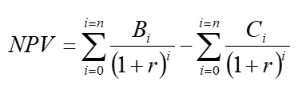 NPV = \sum_{i=0}^{i=n} \frac{B_i}{(1+r)^i} - \sum_{i=0}^{i=n} \frac{C_i}{(1+r)^i}